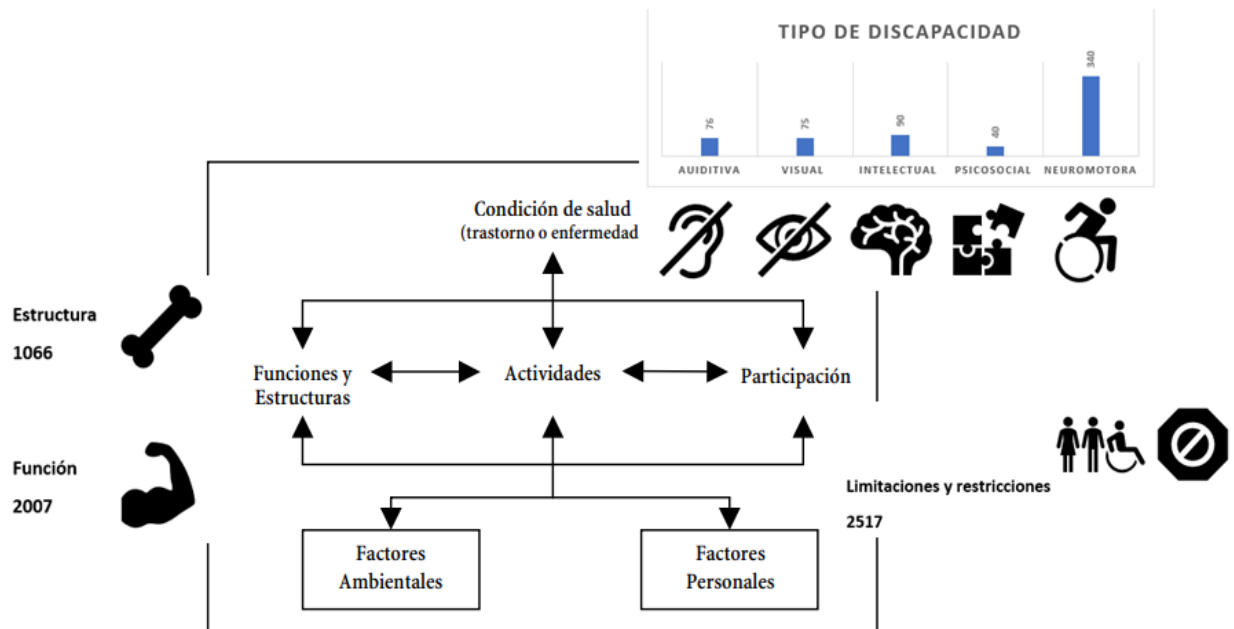 TIPO DE DISCAPACIDAD
76
75
90
40
340
AUIDITIVA
VISUAL
INTELECTUAL
PSICOSOCIAL
NEUROMOTORA
Condición de salud
(trastorno o enfermedad
Estructura
1066
Funciones y
Estructuras
Actividades
Participación
Función
2007
Limitaciones y restricciones
2517
Factores
Ambientales
Factores
Personales